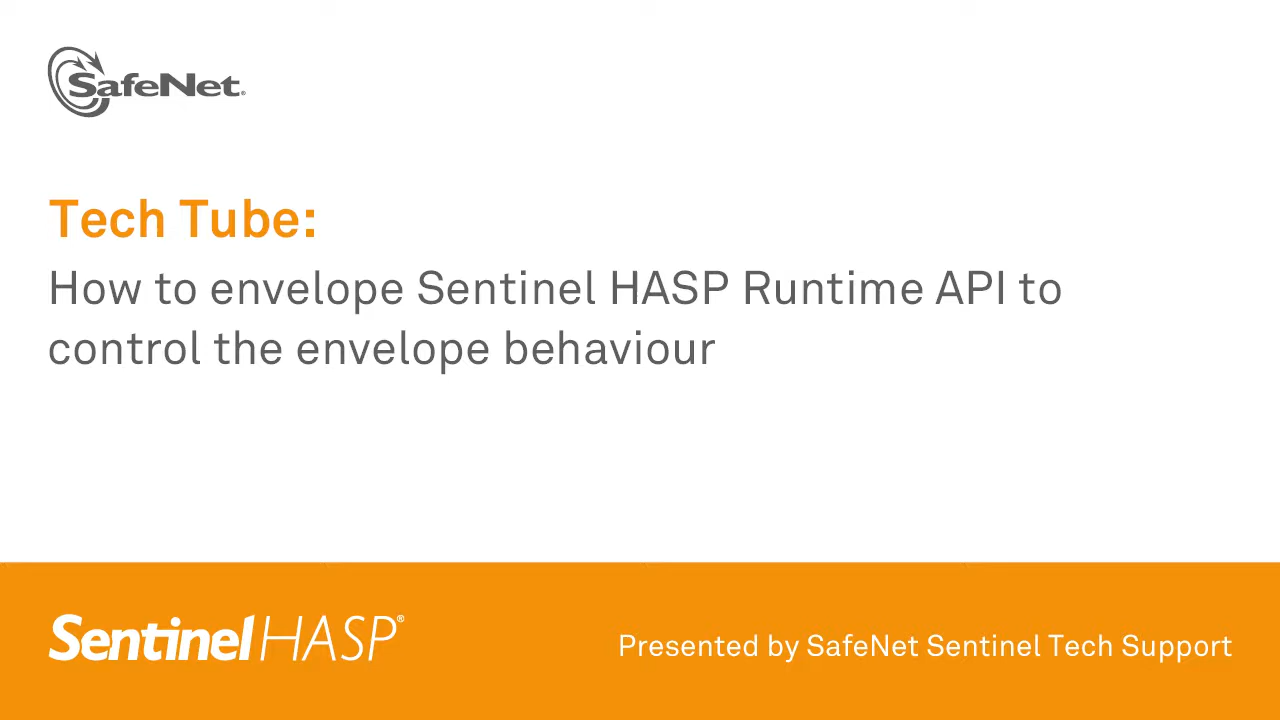 SafeNet®
Tech Tube:
How to envelope Sentinel HASP Runtime API to
control the envelope behaviour
Sentinel HASP®
Presented by SafeNet Sentinel Tech Support